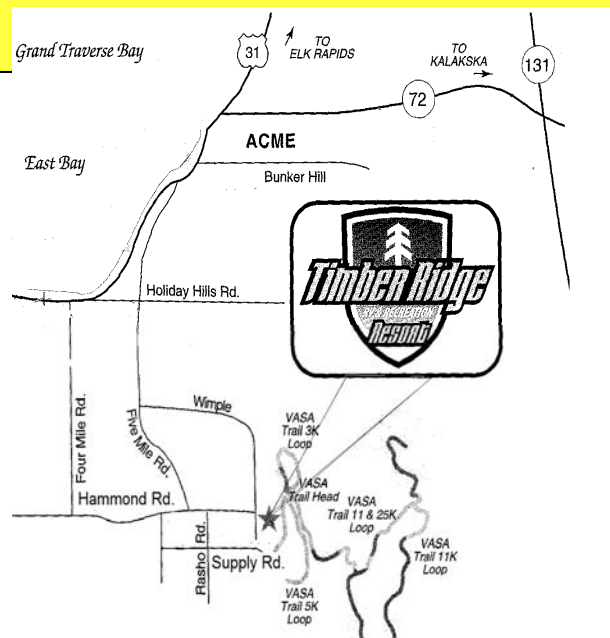 Grand Traverse Bay
31
TO
ELK RAPIDS
TO
KALAKSKA
131
72
ACME
East Bay
Bunker Hill
Timber Ridge
RV & RECREATION
Resort
Holiday Hills Rd.
Four Mile Rd.
Five Mile Rd.
Wimple
VASA
Trail 3K
Loop
Hammond Rd.
VASA
Trail Head
VASA
Trail 11 & 25K
Loop
Rasho Rd.
Supply Rd.
VASA
Trail 11K
Loop
VASA
Trail 5K
Loop